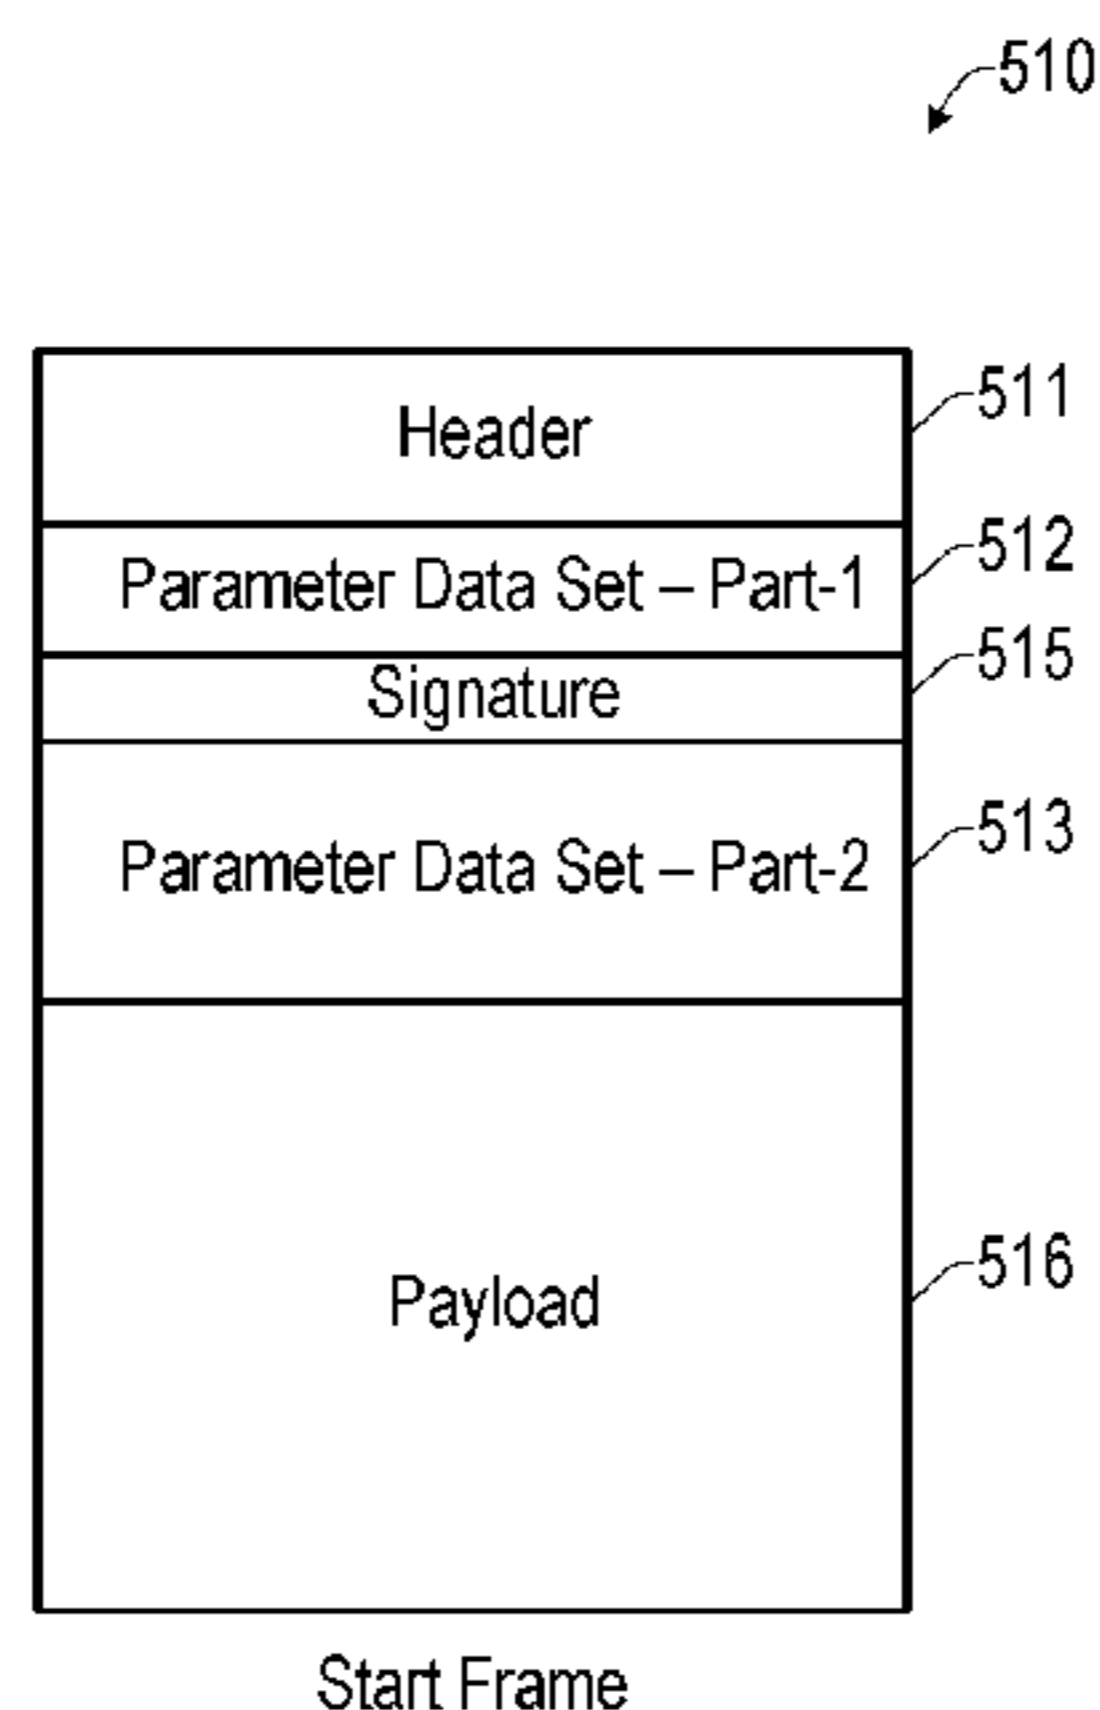 510
Header
511
Parameter Data Set – Part-1
512
Signature
515
Parameter Data Set – Part-2
513
Payload
516
Start Frame